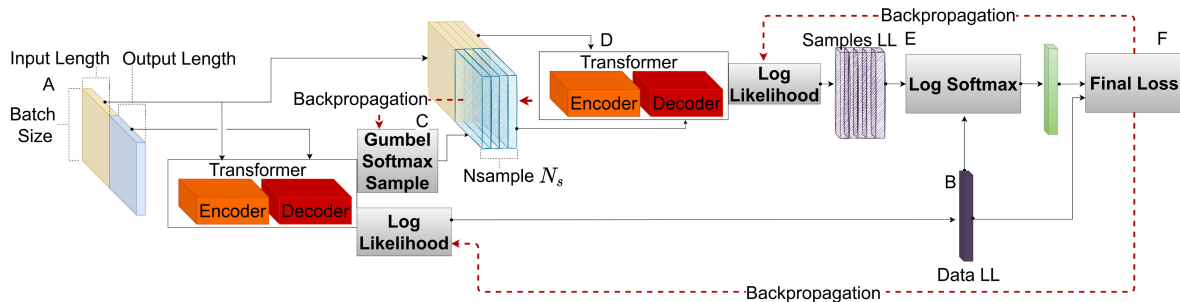 Backpropagation
Input Length
Output Length
A
Batch
Size
Backpropagation
C
Gumbel
Softmax
Sample
Transformer
Encoder
Decoder
Log
Likelihood
Nsample N_s
D
Transformer
Encoder
Decoder
Log
Likelihood
Samples LL
E
Log Softmax
F
Final Loss
B
Data LL
Backpropagation